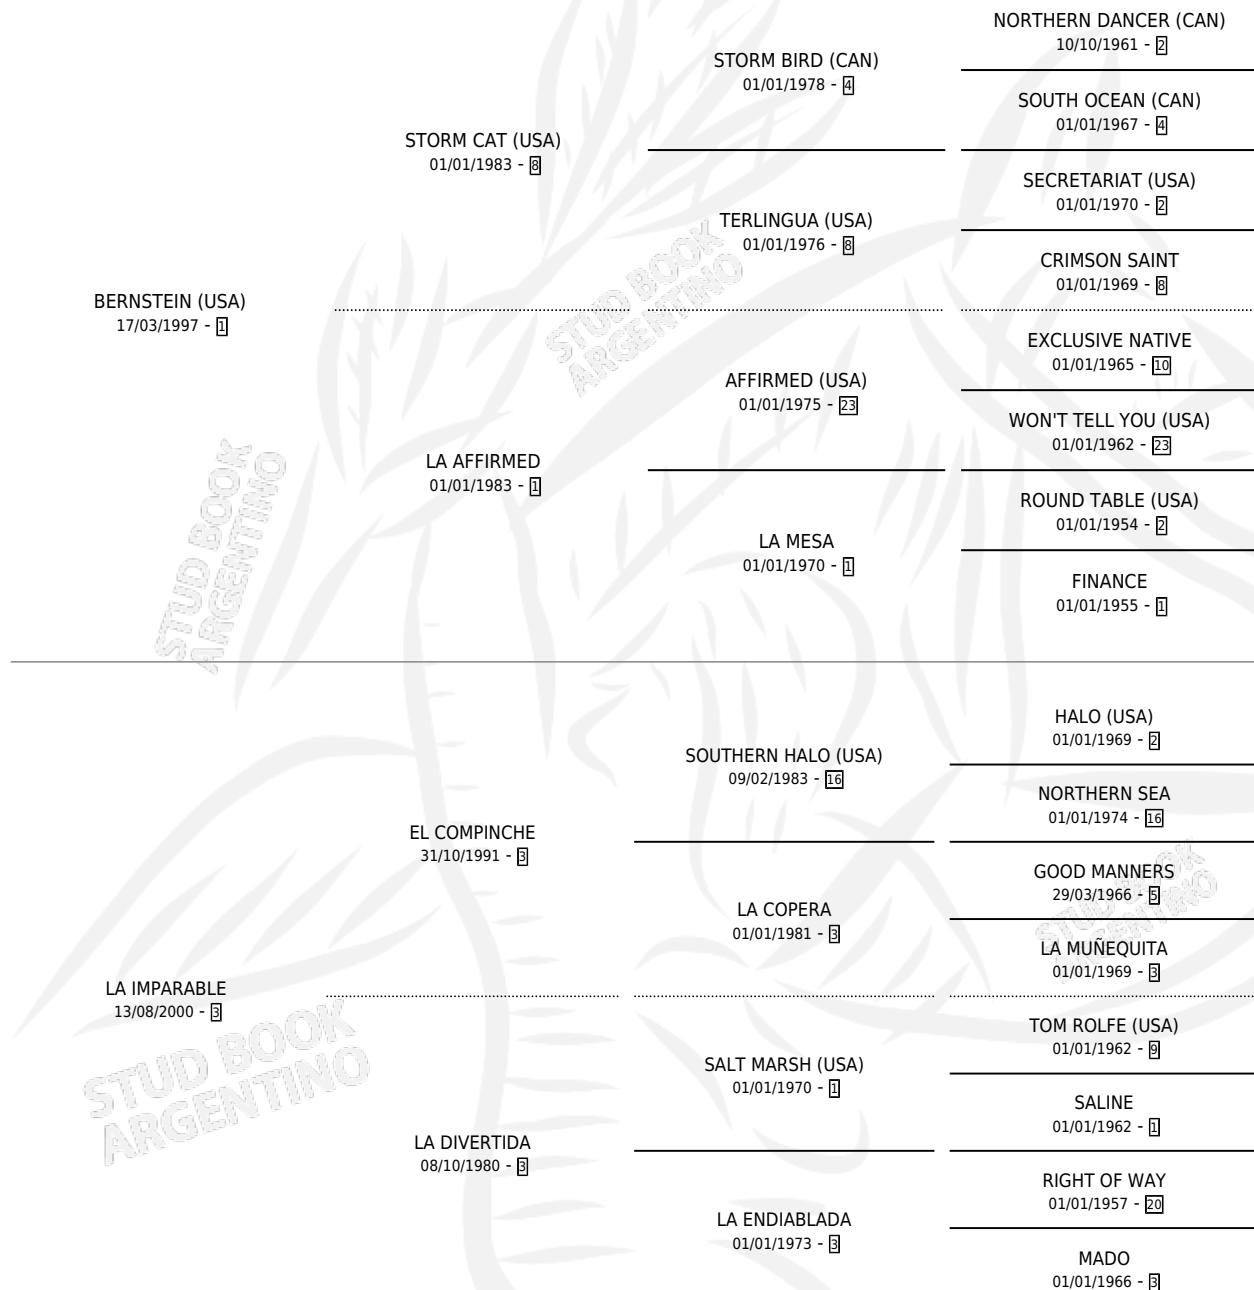 NORTHERN DANCER (CAN)
10/10/1961 - 2
STORM BIRD (CAN)
01/01/1978 - 4
SOUTH OCEAN (CAN)
01/01/1967 - 4
STORM CAT (USA)
01/01/1983 - 8
SECRETARIAT (USA)
01/01/1970 - 2
TERLINGUA (USA)
01/01/1976 - 8
CRIMSON SAINT
01/01/1969 - 8
BERNSTEIN (USA)
17/03/1997 - 1
EXCLUSIVE NATIVE
01/01/1965 - 10
AFFIRMED (USA)
01/01/1975 - 23
WON'T TELL YOU (USA)
01/01/1962 - 23
LA AFFIRMED
01/01/1983 - 1
ROUND TABLE (USA)
01/01/1954 - 2
LA MESA
01/01/1970 - 1
FINANCE
01/01/1955 - 1
HALO (USA)
01/01/1969 - 2
SOUTHERN HALO (USA)
09/02/1983 - 16
NORTHERN SEA
01/01/1974 - 16
EL COMPINCHE
31/10/1991 - 3
GOOD MANNERS
29/03/1966 - 5
LA COPERA
01/01/1981 - 3
LA MUÑEQUITA
01/01/1969 - 3
LA IMPARABLE
13/08/2000 - 3
TOM ROLFE (USA)
01/01/1962 - 9
SALT MARSH (USA)
01/01/1970 - 1
SALINE
01/01/1962 - 1
LA DIVERTIDA
08/10/1980 - 3
RIGHT OF WAY
01/01/1957 - 20
LA ENDIABLADA
01/01/1973 - 3
MADO
01/01/1966 - 3
STUD BOOK
ARGENTINO
STUD BOOK
ARGENTINO
STUD BOOK
ARGENTINO
STUD BOOK
ARGENTINO